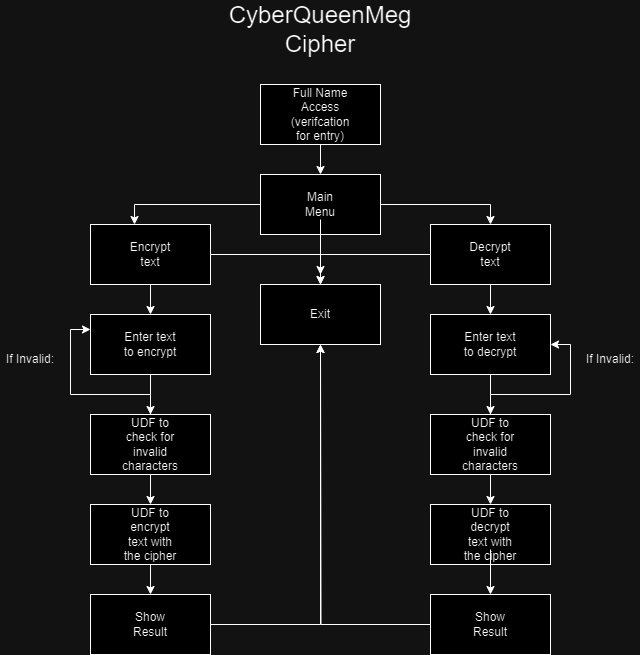 CyberQueenMeg
Cipher
Full Name
Access
(verifcation
for entry)
Main
Menu
Encrypt
text
Decrypt
text
Exit
Enter text
to encrypt
Enter text
to decrypt
If Invalid:
If Invalid:
UDF to
check for
invalid
characters
UDF to
check for
invalid
characters
UDF to
encrypt
text with
the cipher
UDF to
decrypt
text with
the cipher
Show
Result
Show
Result